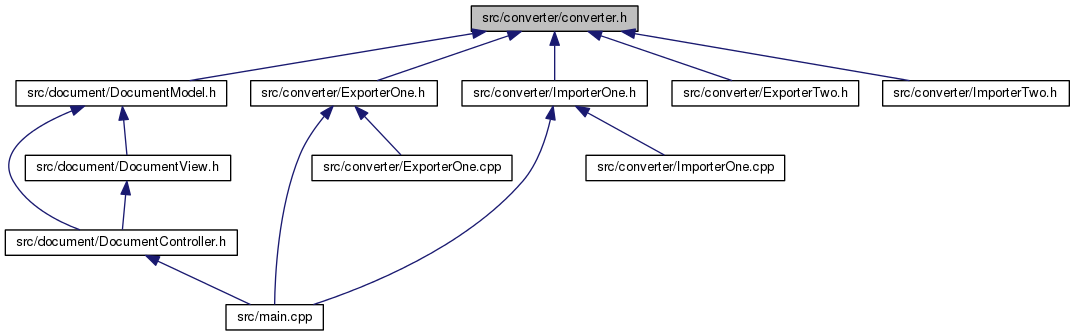 src/converter/converter.h
src/document/DocumentModel.h
src/converter/ExporterOne.h
src/converter/ImporterOne.h
src/converter/ExporterTwo.h
src/converter/ImporterTwo.h
src/document/DocumentView.h
src/converter/ExporterOne.cpp
src/converter/ImporterOne.cpp
src/document/DocumentController.h
src/main.cpp